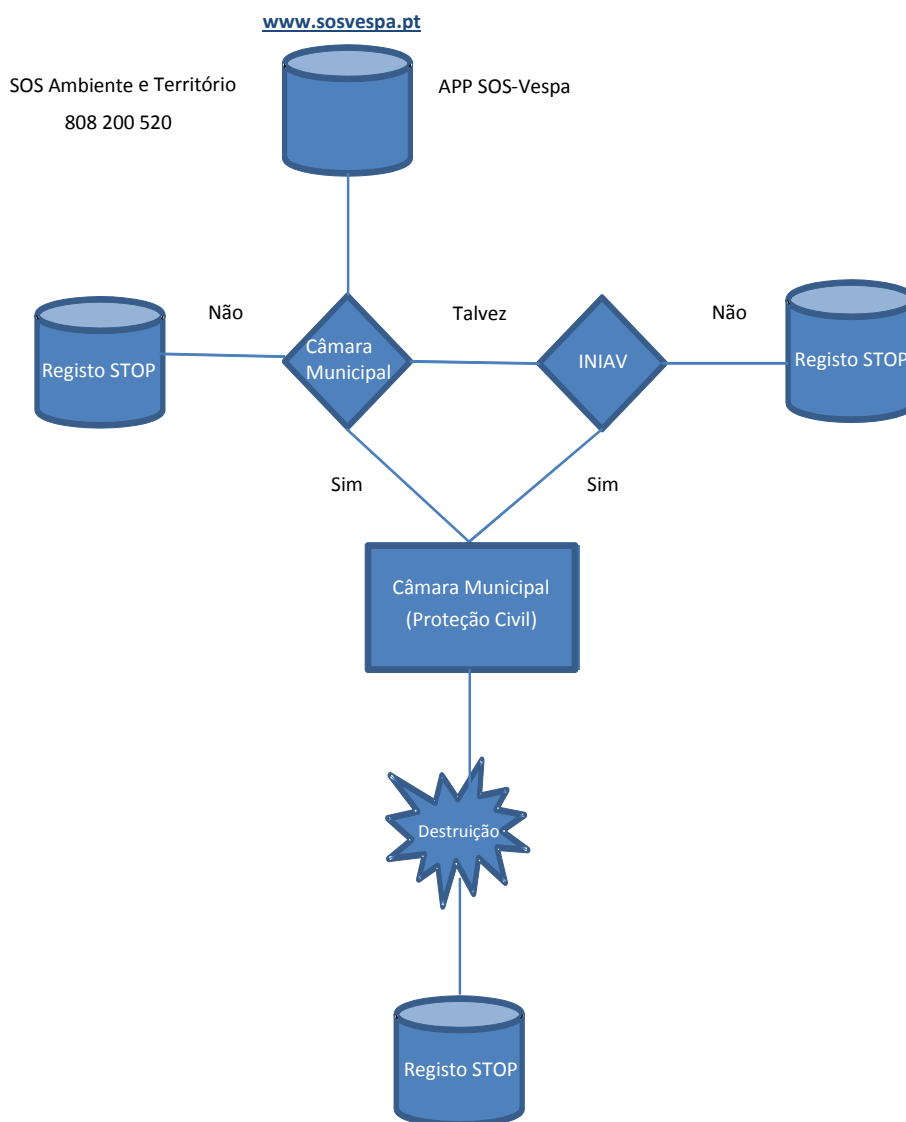 www.sosvespa.pt
SOS Ambiente e Território
808 200 520
APP SOS-Vespa
Não
Talvez
Não
Registo STOP
Câmara
Municipal
INIAV
Registo STOP
Sim
Sim
Câmara Municipal
(Proteção Civil)
Destruição
Registo STOP